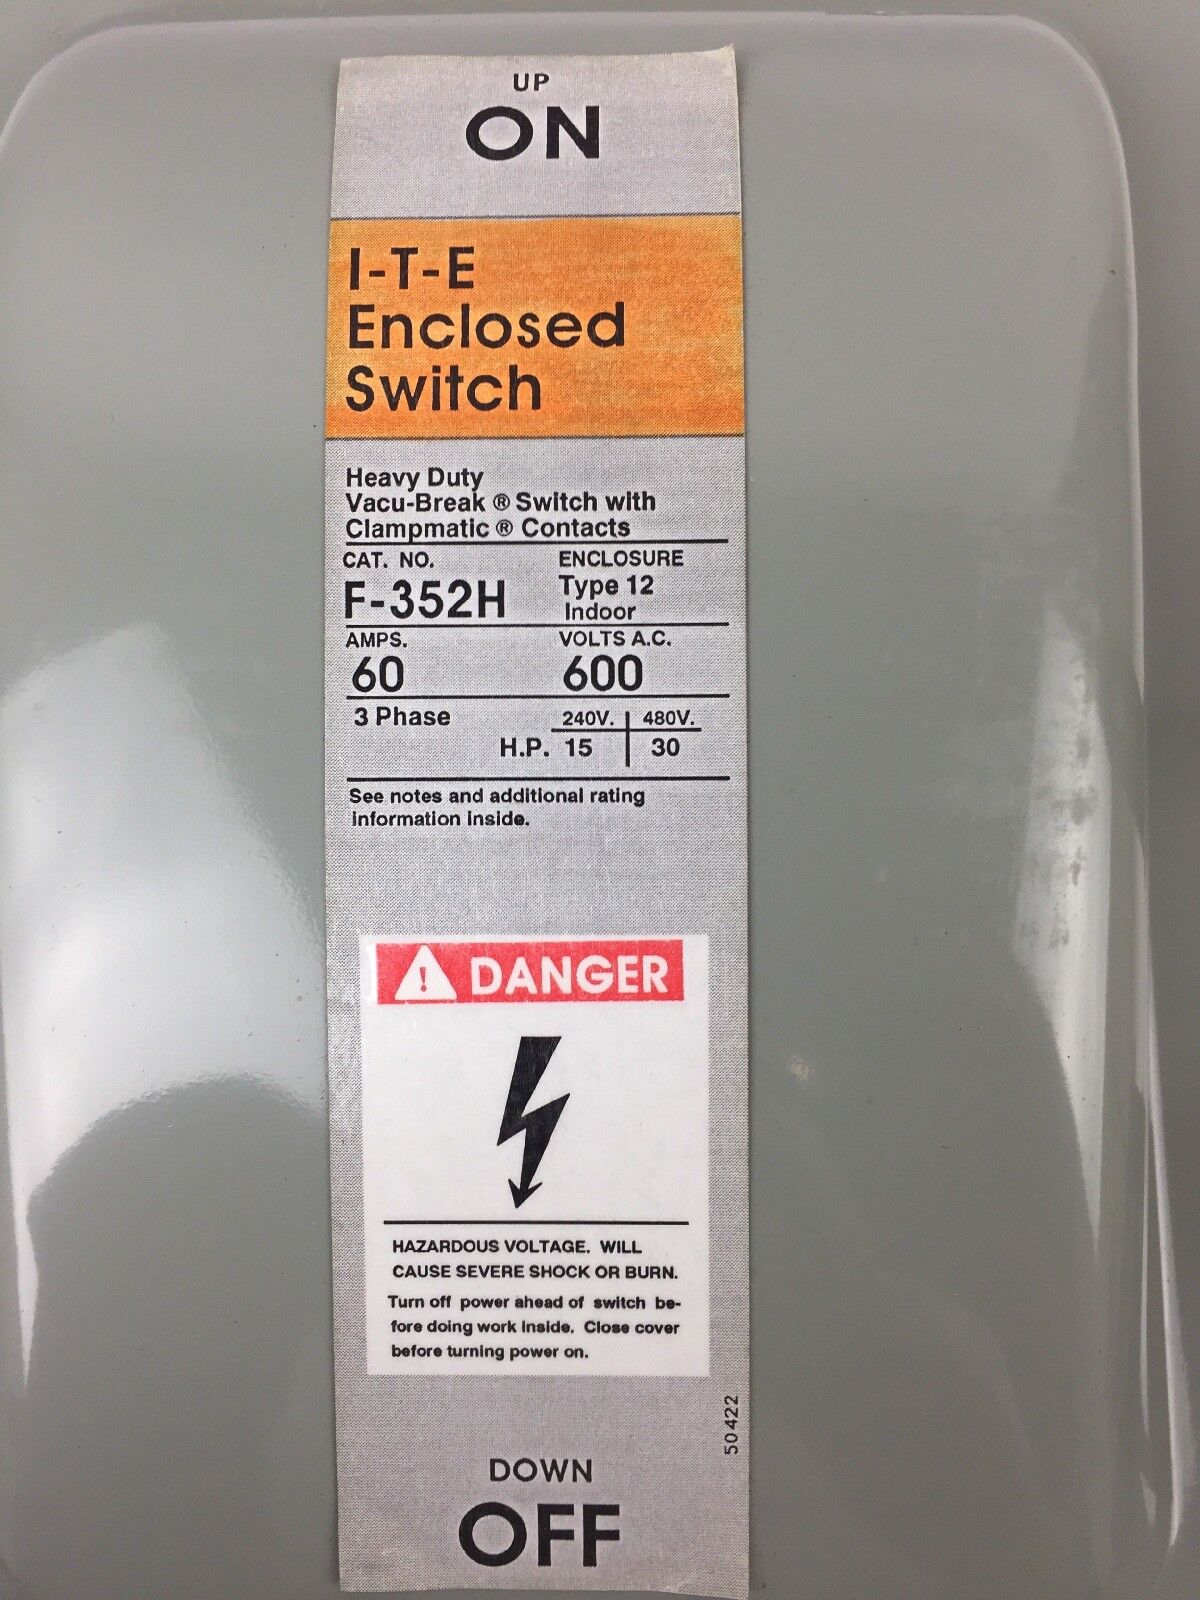 UP
ON
I-T-E
Enclosed
Switch
Heavy Duty
Vacu-Break ® Switch with
Clampmatic ® Contacts
CAT. NO. ENCLOSURE
F-352H Type 12
Indoor
AMPS. VOLTS A.C.
60 600
3 Phase 240V. 480V.
H.P. 15 30
See notes and additional rating
information inside.
! DANGER
HAZARDOUS VOLTAGE. WILL
CAUSE SEVERE SHOCK OR BURN.
Turn off power ahead of switch be-
fore doing work inside. Close cover
before turning power on.
50422
DOWN
OFF